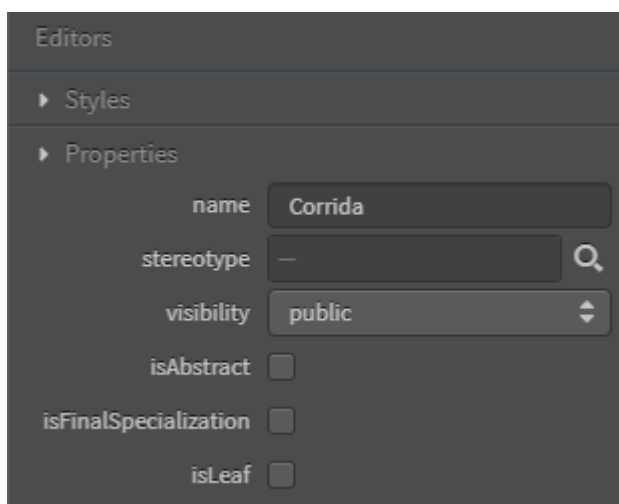 Editors
Styles
Properties
name Corrida
stereotype —
visibility public
isAbstract
isFinalSpecialization
isLeaf